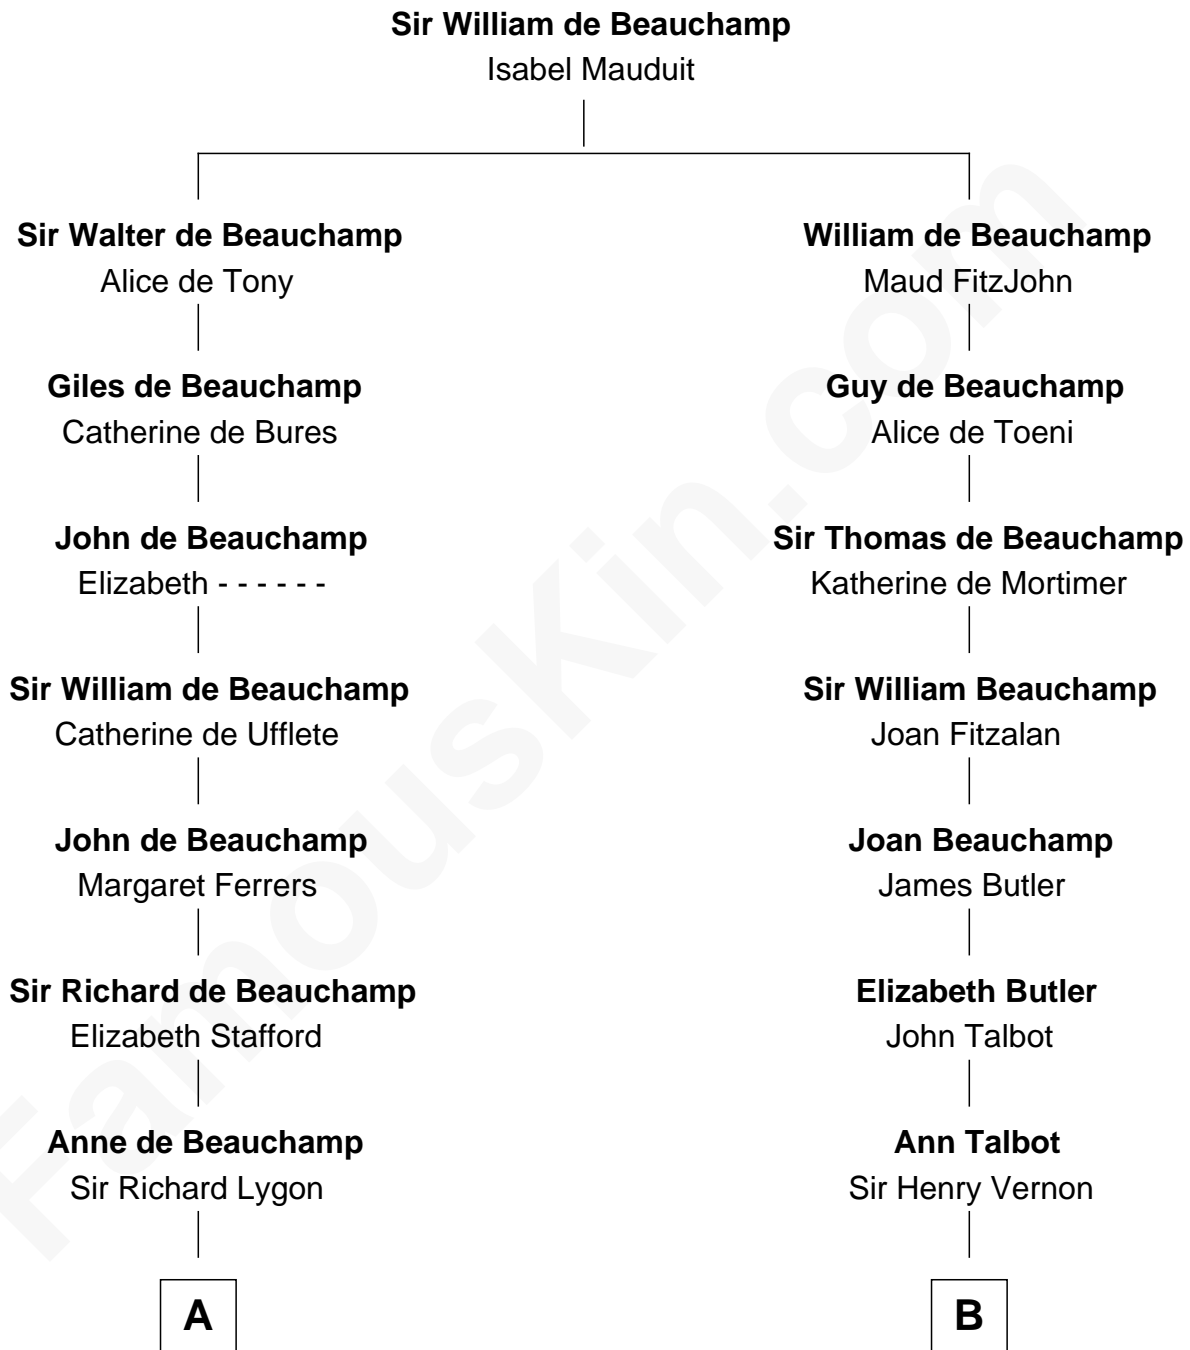 Sir William de Beauchamp
Isabel Mauduit
Sir Walter de Beauchamp
Alice de Tony
Giles de Beauchamp
Catherine de Bures
John de Beauchamp
Elizabeth - - - - - -
Sir William de Beauchamp
Catherine de Ufflete
John de Beauchamp
Margaret Ferrers
Sir Richard de Beauchamp
Elizabeth Stafford
Anne de Beauchamp
Sir Richard Lygon
A
William de Beauchamp
Maud FitzJohn
Guy de Beauchamp
Alice de Toeni
Sir Thomas de Beauchamp
Katherine de Mortimer
Sir William Beauchamp
Joan Fitzalan
Joan Beauchamp
James Butler
Elizabeth Butler
John Talbot
Ann Talbot
Sir Henry Vernon
B
FamousKin.com